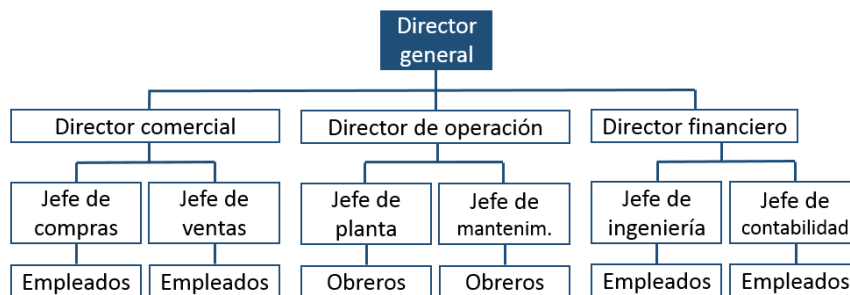 Director
general
Director comercial
Director de operación
Director financiero
Jefe de
compras
Jefe de
ventas
Jefe de
planta
Jefe de
mantenim.
Jefe de
ingeniería
Jefe de
contabilidad
Empleados
Empleados
Obreros
Obreros
Empleados
Empleados